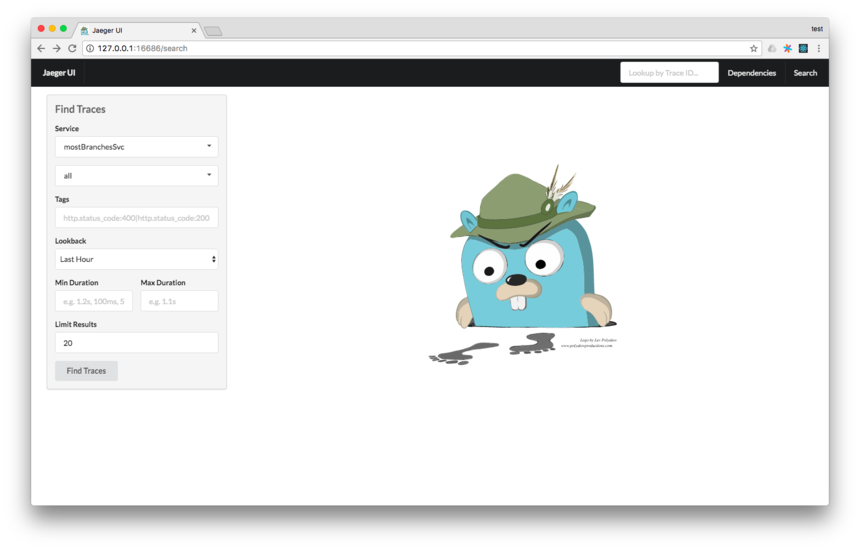 Jaeger UI
test
127.0.0.1:16686/search
Jaeger UI
Lookup by Trace ID...
Dependencies
Search
Find Traces
Service
mostBranchesSvc
all
Tags
http.status_code:400|http.status_code:200
Lookback
Last Hour
Min Duration
Max Duration
e.g. 1.2s, 100ms, 5
e.g. 1.1s
Limit Results
20
Find Traces
Logo by Lev Polyakov
www.polyakovproductions.com